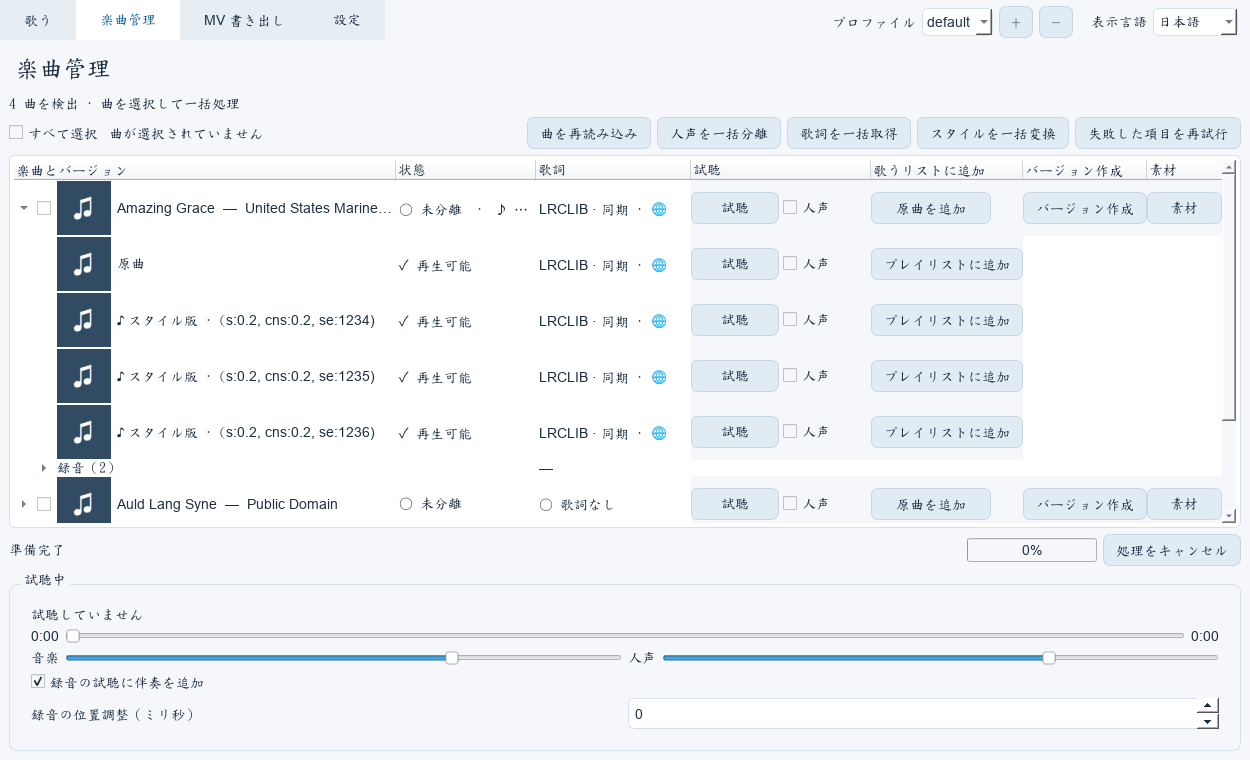 歌う 楽曲管理 MV 書き出し 設定 プロファイル default + − 表示言語 日本語
楽曲管理
4 曲を検出 · 曲を選択して一括処理
すべて選択 曲が選択されていません 曲を再読み込み 人声を一括分離 歌詞を一括取得 スタイルを一括変換 失敗した項目を再試行
楽曲とバージョン 状態 歌詞 試聴 歌うリストに追加 バージョン作成 素材
Amazing Grace — United States Marine… ○ 未分離 · ♪ … LRCLIB · 同期 · 🌐 試聴 人声 原曲を追加 バージョン作成 素材
原曲 ✓ 再生可能 LRCLIB · 同期 · 🌐 試聴 人声 プレイリストに追加
♪ スタイル版 · (s:0.2, cns:0.2, se:1234) ✓ 再生可能 LRCLIB · 同期 · 🌐 試聴 人声 プレイリストに追加
♪ スタイル版 · (s:0.2, cns:0.2, se:1235) ✓ 再生可能 LRCLIB · 同期 · 🌐 試聴 人声 プレイリストに追加
♪ スタイル版 · (s:0.2, cns:0.2, se:1236) ✓ 再生可能 LRCLIB · 同期 · 🌐 試聴 人声 プレイリストに追加
録音（2） —
Auld Lang Syne — Public Domain ○ 未分離 ○ 歌詞なし 試聴 人声 原曲を追加 バージョン作成 素材
準備完了 0% 処理をキャンセル
試聴中
試聴していません
0:00 0:00
音楽 人声
録音の試聴に伴奏を追加
録音の位置調整（ミリ秒） 0